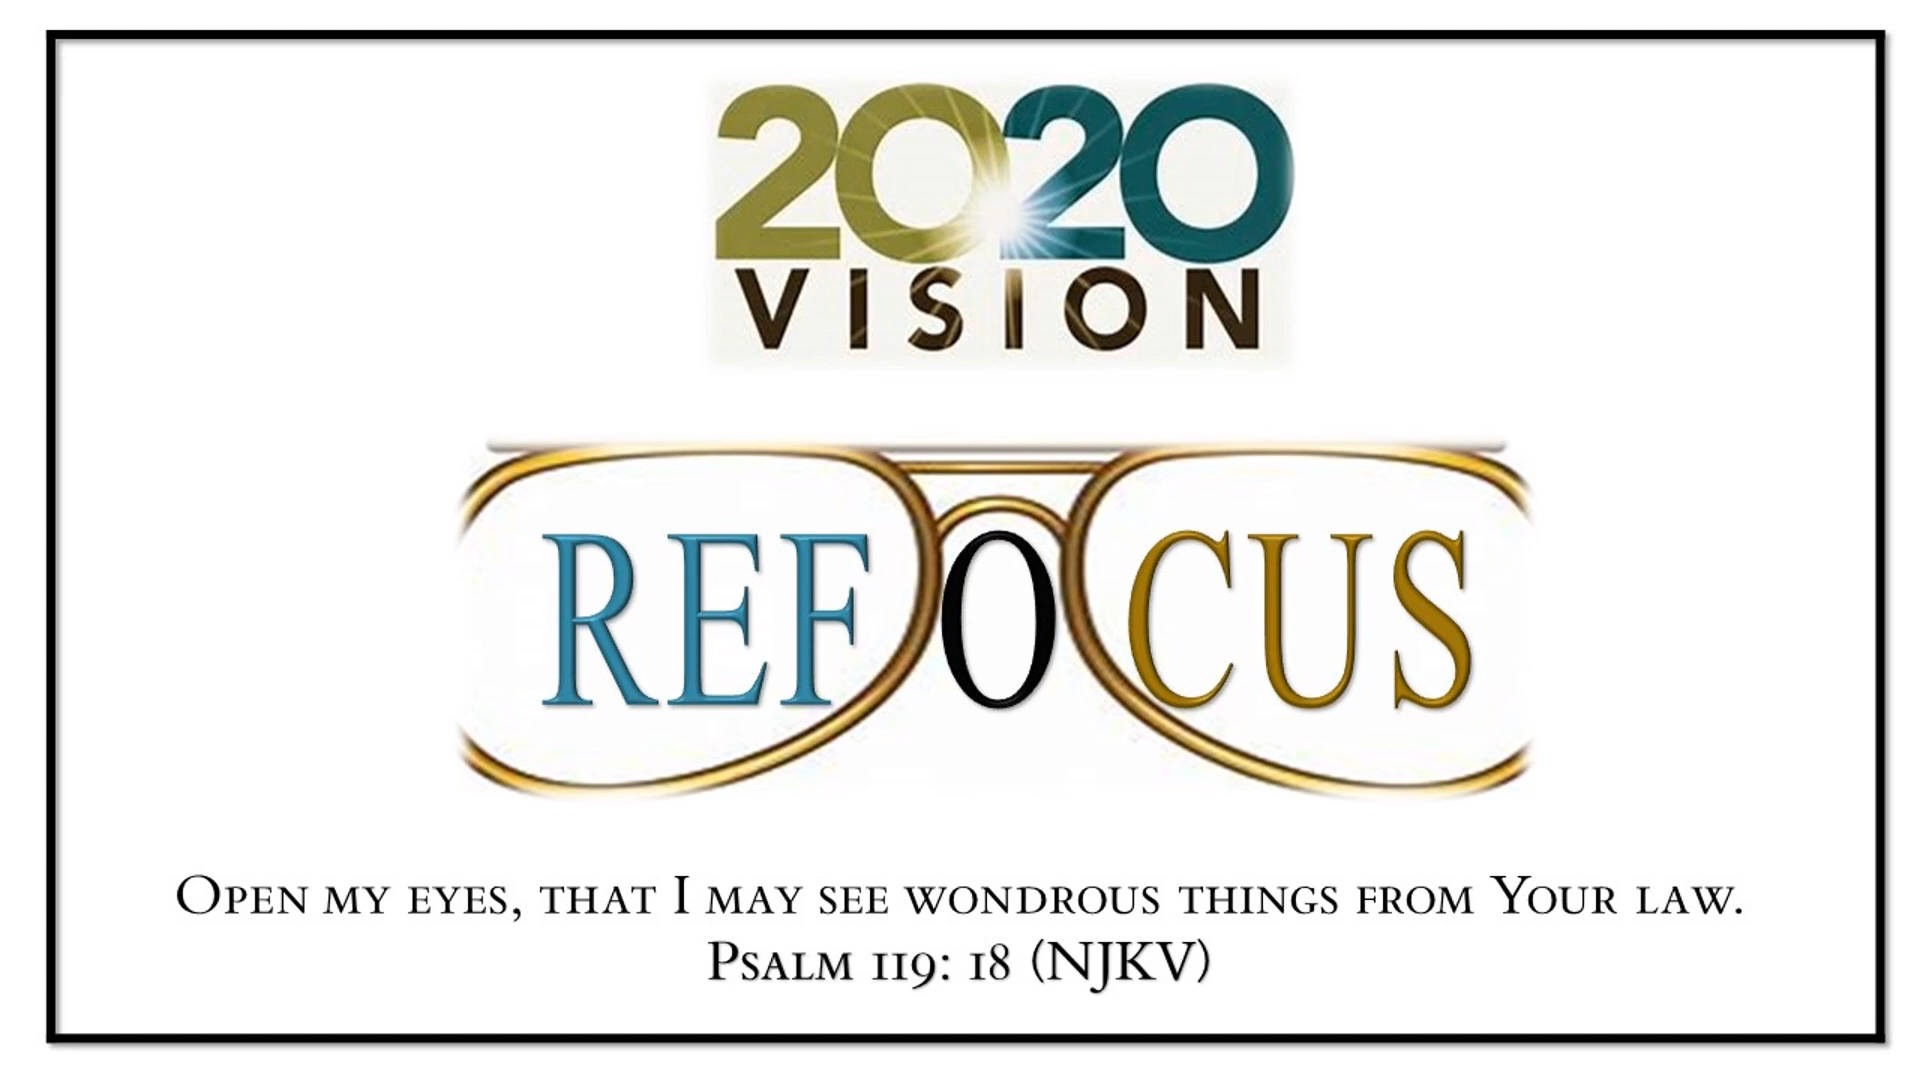 2020
VISION
REFOCUS
Open my eyes, that I may see wondrous things from Your law.
Psalm 119: 18 (NJKV)